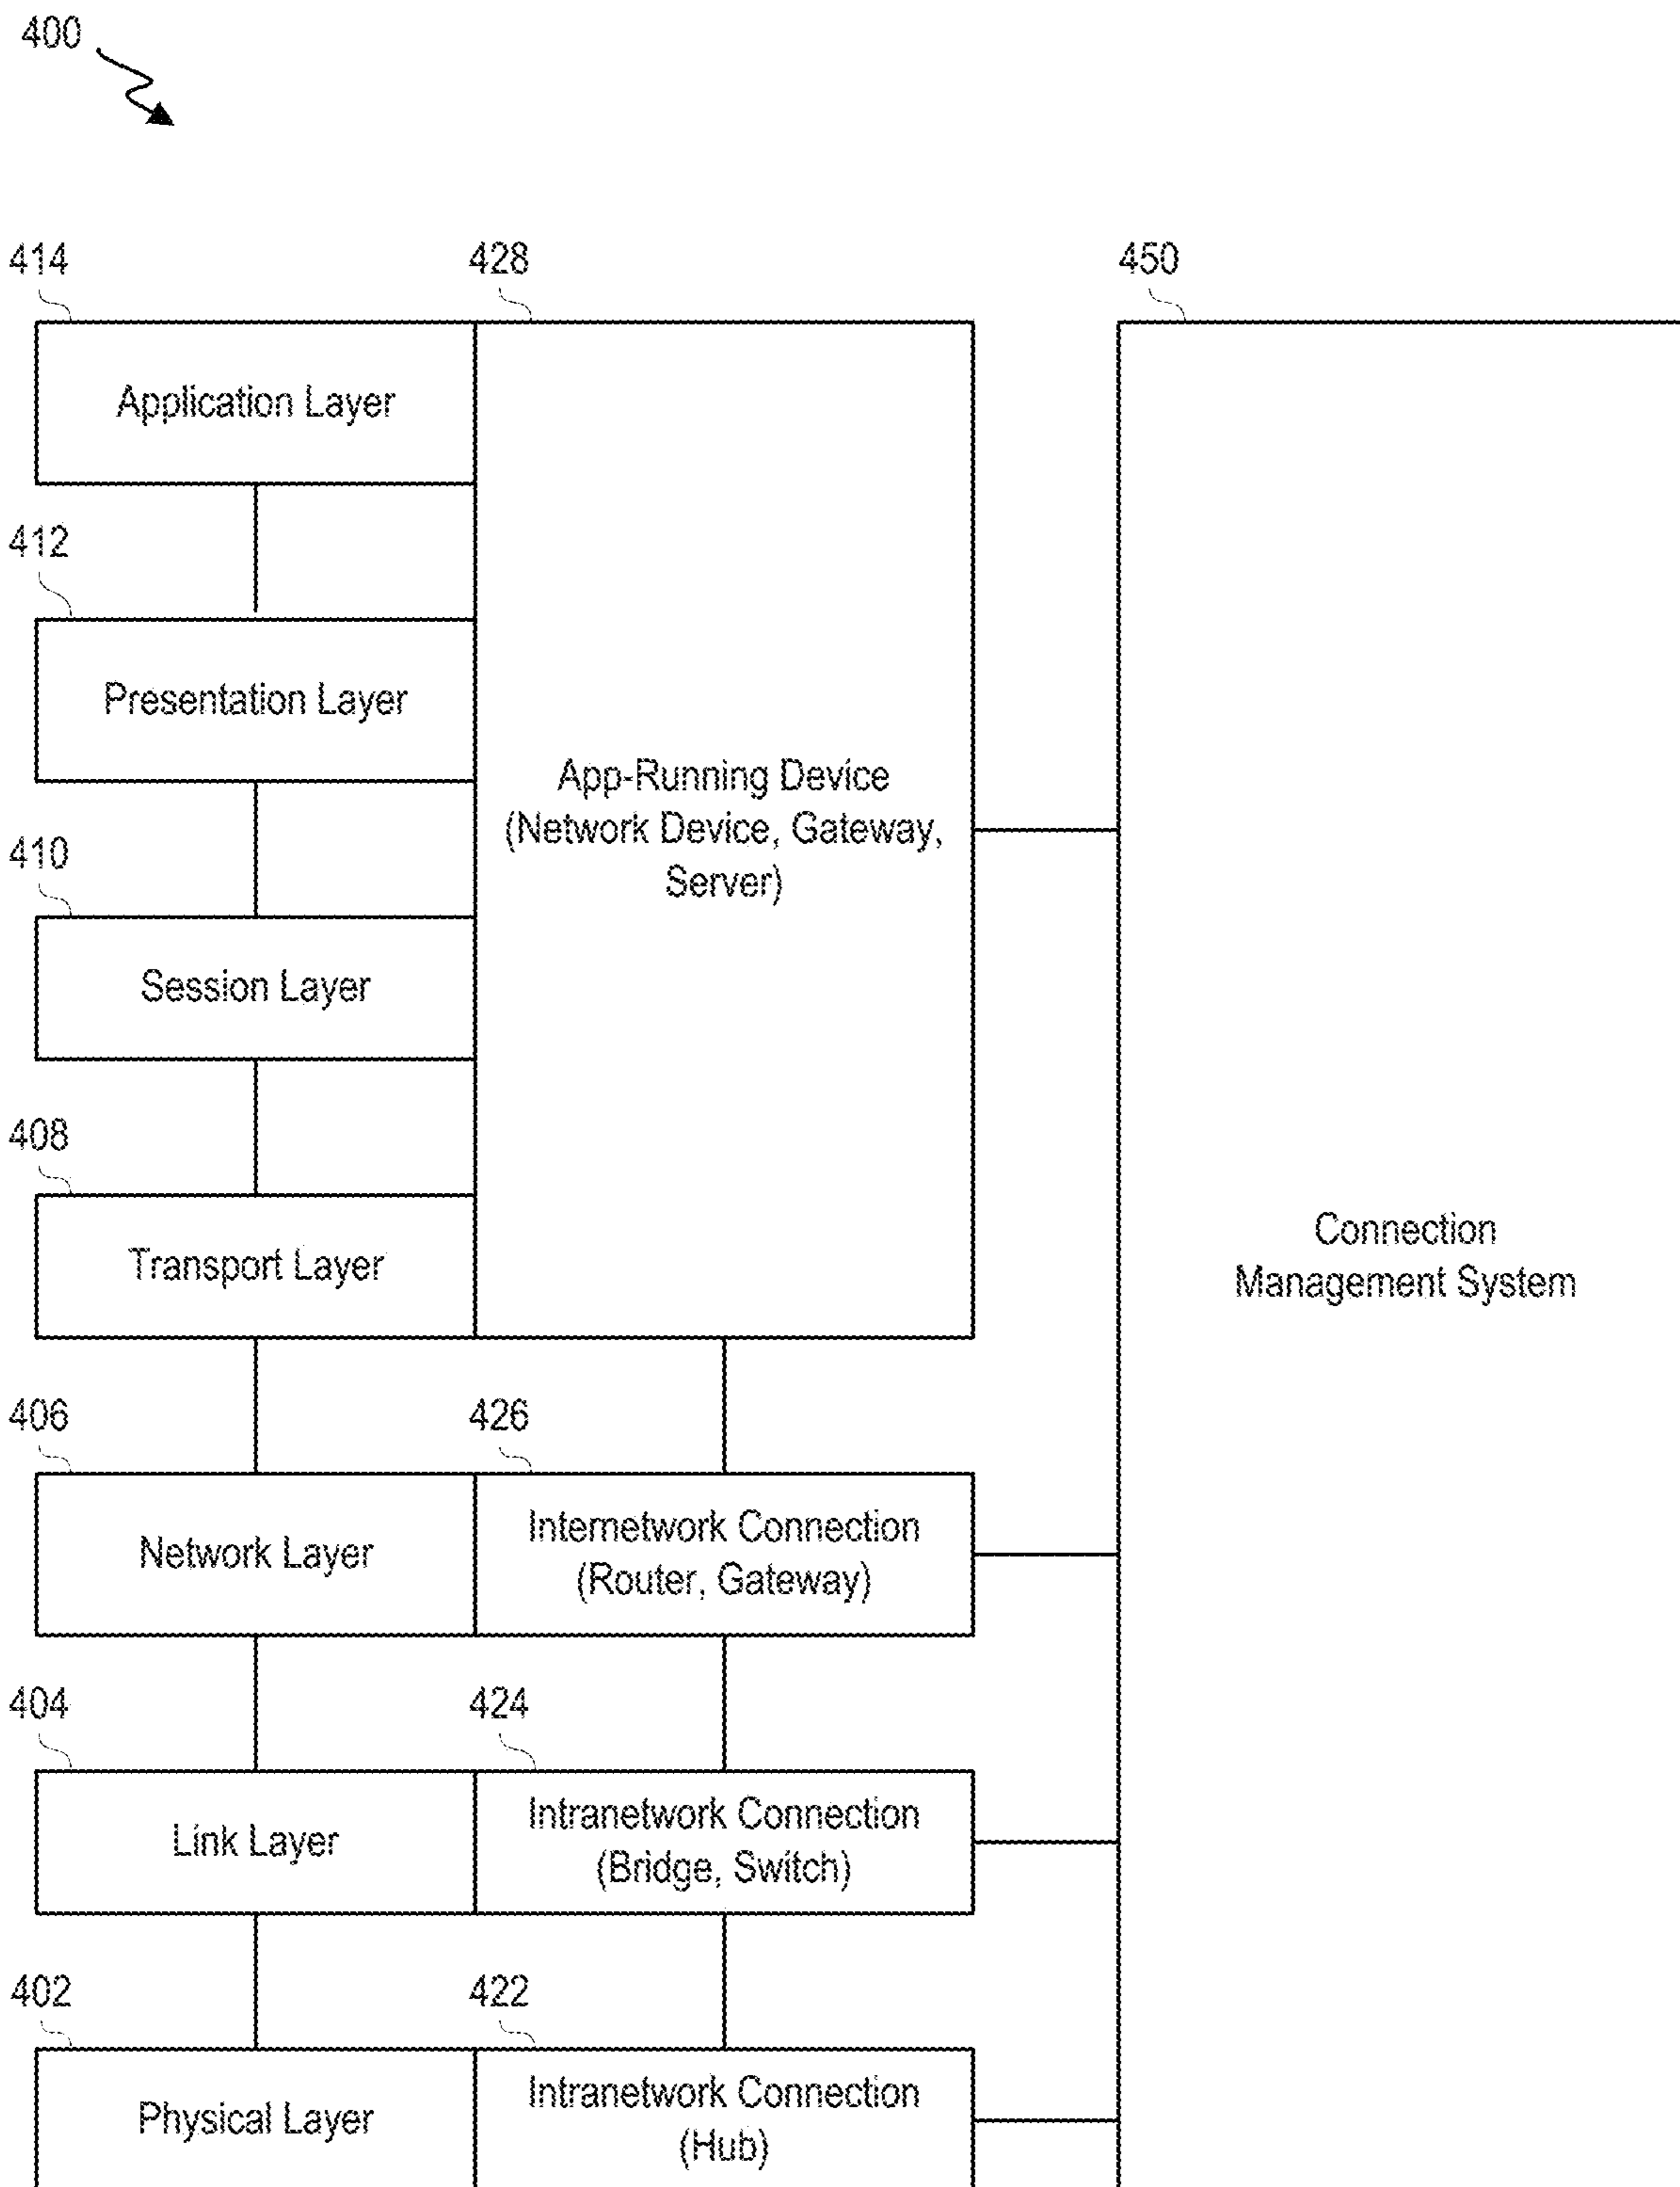 400
414
428
450
Application Layer
412
Presentation Layer
App-Running Device
(Network Device, Gateway,
Server)
410
Session Layer
408
Transport Layer
Connection
Management System
406
426
Network Layer
Internetwork Connection
(Router, Gateway)
404
424
Link Layer
Intranetwork Connection
(Bridge, Switch)
402
422
Physical Layer
Intranetwork Connection
(Hub)